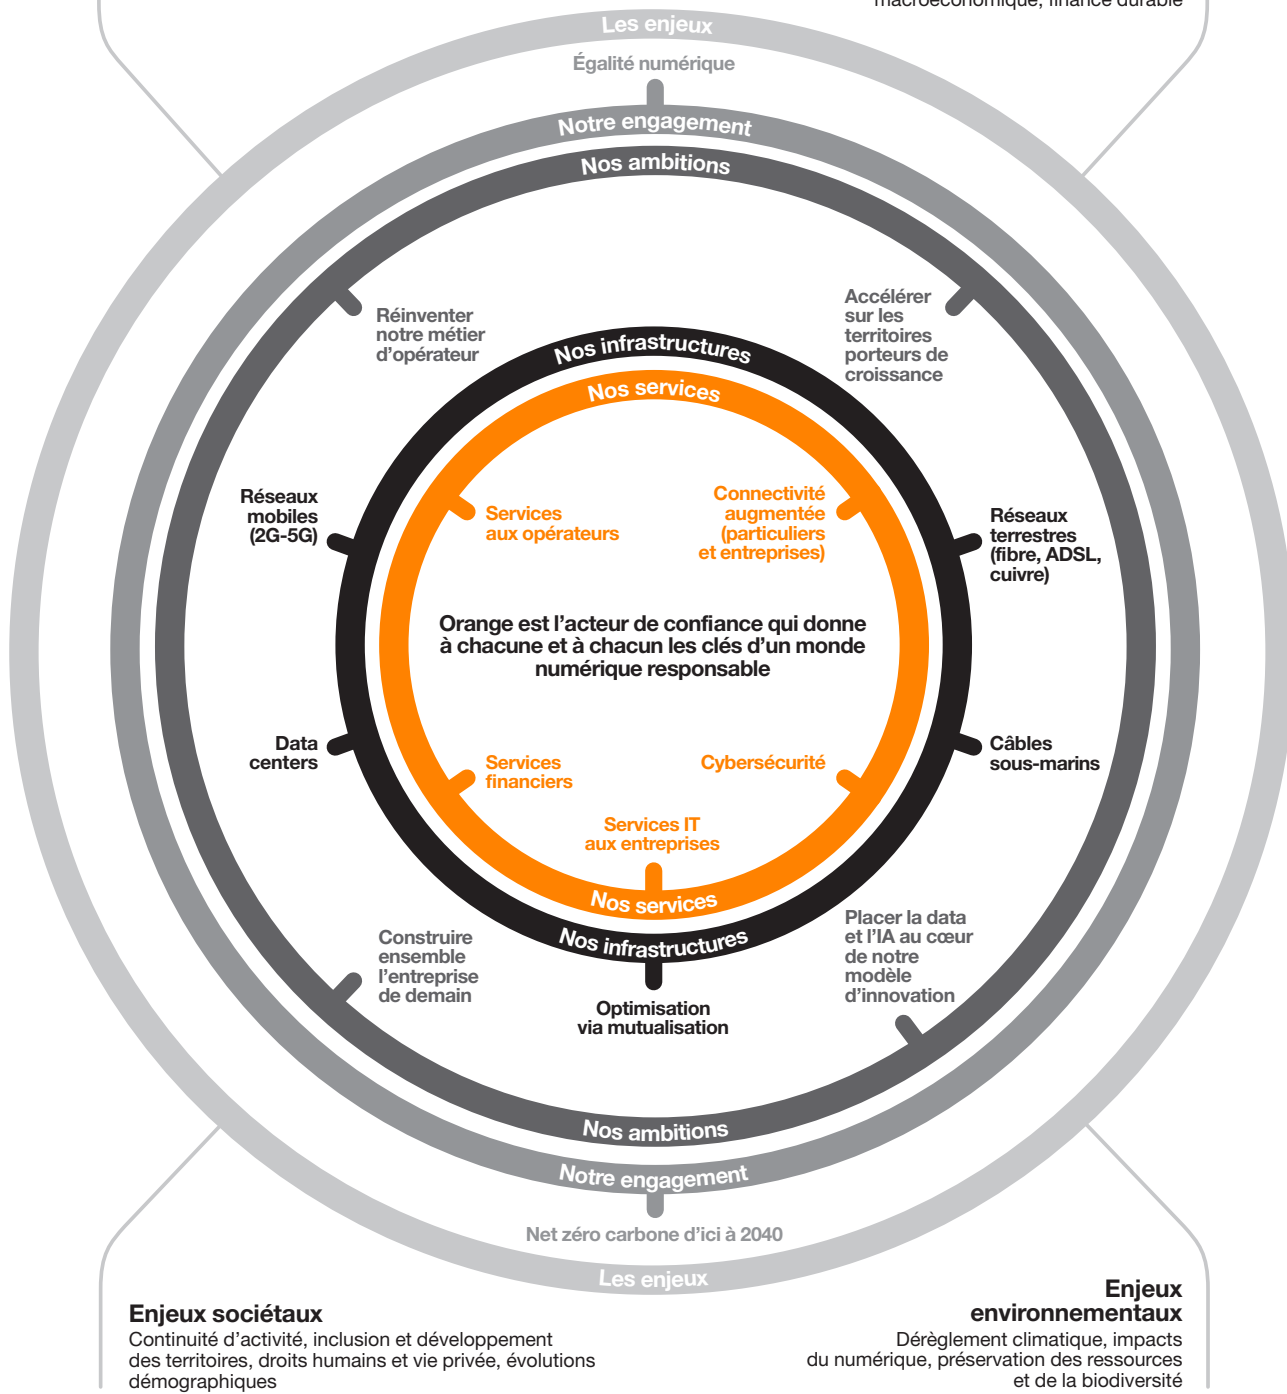 macroéconomique, finance durable
Les enjeux
Égalité numérique
Notre engagement
Nos ambitions
Réinventer
notre métier
d’opérateur
Accélérer
sur les
territoires
porteurs de
croissance
Nos infrastructures
Nos services
Réseaux
mobiles
(2G-5G)
Services
aux opérateurs
Connectivité
augmentée
(particuliers
et entreprises)
Réseaux
terrestres
(fibre, ADSL,
cuivre)
Orange est l’acteur de confiance qui donne
à chacune et à chacun les clés d’un monde
numérique responsable
Data
centers
Services
financiers
Cybersécurité
Câbles
sous-marins
Services IT
aux entreprises
Nos services
Nos infrastructures
Construire
ensemble
l’entreprise
de demain
Optimisation
via mutualisation
Placer la data
et l’IA au cœur
de notre
modèle
d’innovation
Nos ambitions
Notre engagement
Net zéro carbone d’ici à 2040
Les enjeux
Enjeux sociétaux
Continuité d’activité, inclusion et développement
des territoires, droits humains et vie privée, évolutions
démographiques
Enjeux
environnementaux
Dérèglement climatique, impacts
du numérique, préservation des ressources
et de la biodiversité